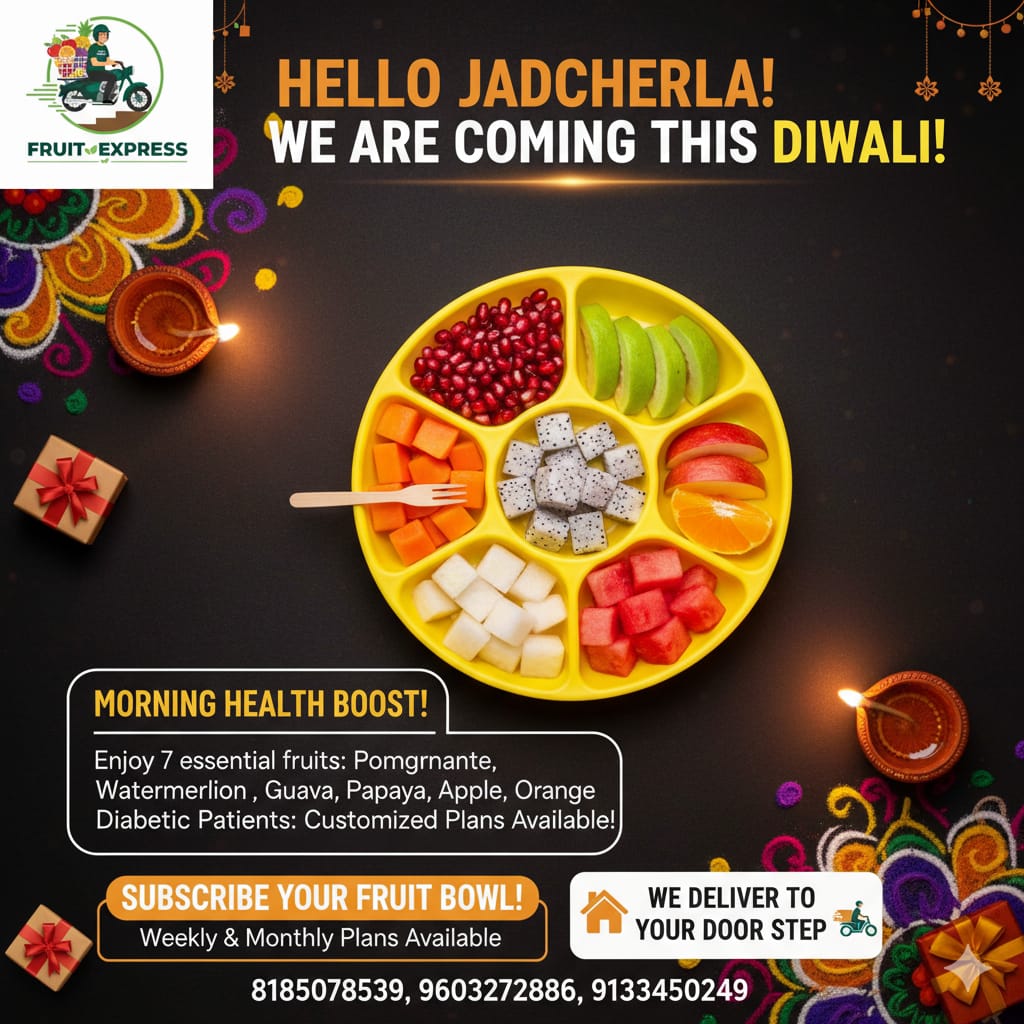 FRUIT EXPRESS
HELLO JADCHERLA!
WE ARE COMING THIS DIWALI!
MORNING HEALTH BOOST!
Enjoy 7 essential fruits: Pomgrnante,
Watermerlion , Guava, Papaya, Apple, Orange
Diabetic Patients: Customized Plans Available!
SUBSCRIBE YOUR FRUIT BOWL!
Weekly & Monthly Plans Available
WE DELIVER TO
YOUR DOOR STEP
8185078539, 9603272886, 9133450249